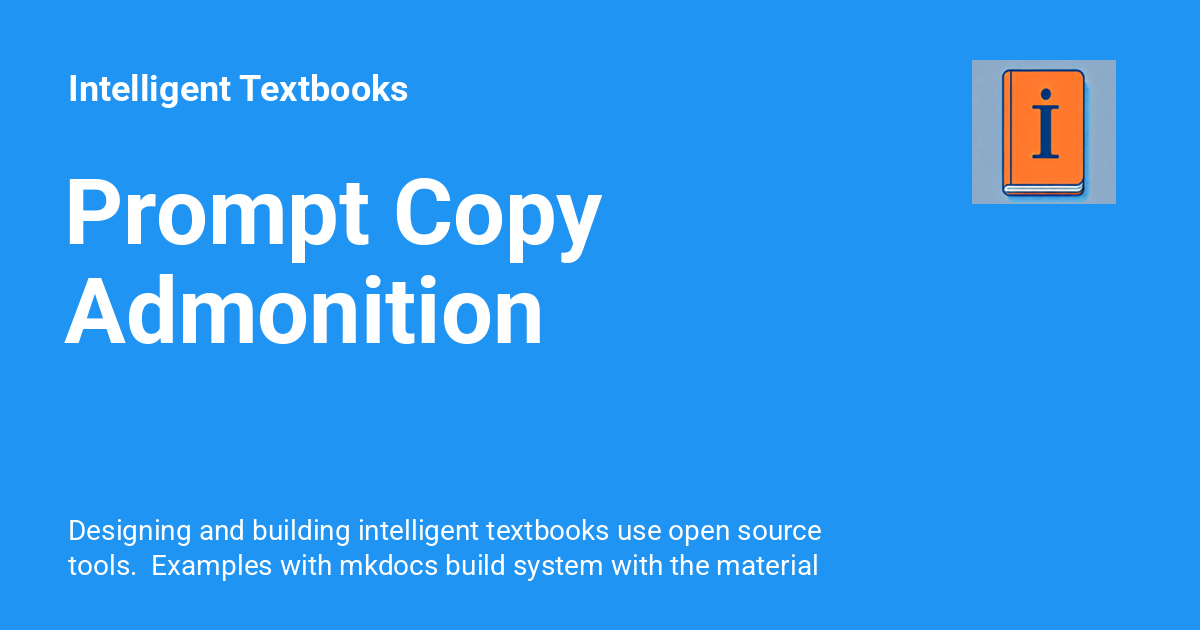 Intelligent Textbooks
i
Prompt Copy
Admonition
Designing and building intelligent textbooks use open source
tools.  Examples with mkdocs build system with the material